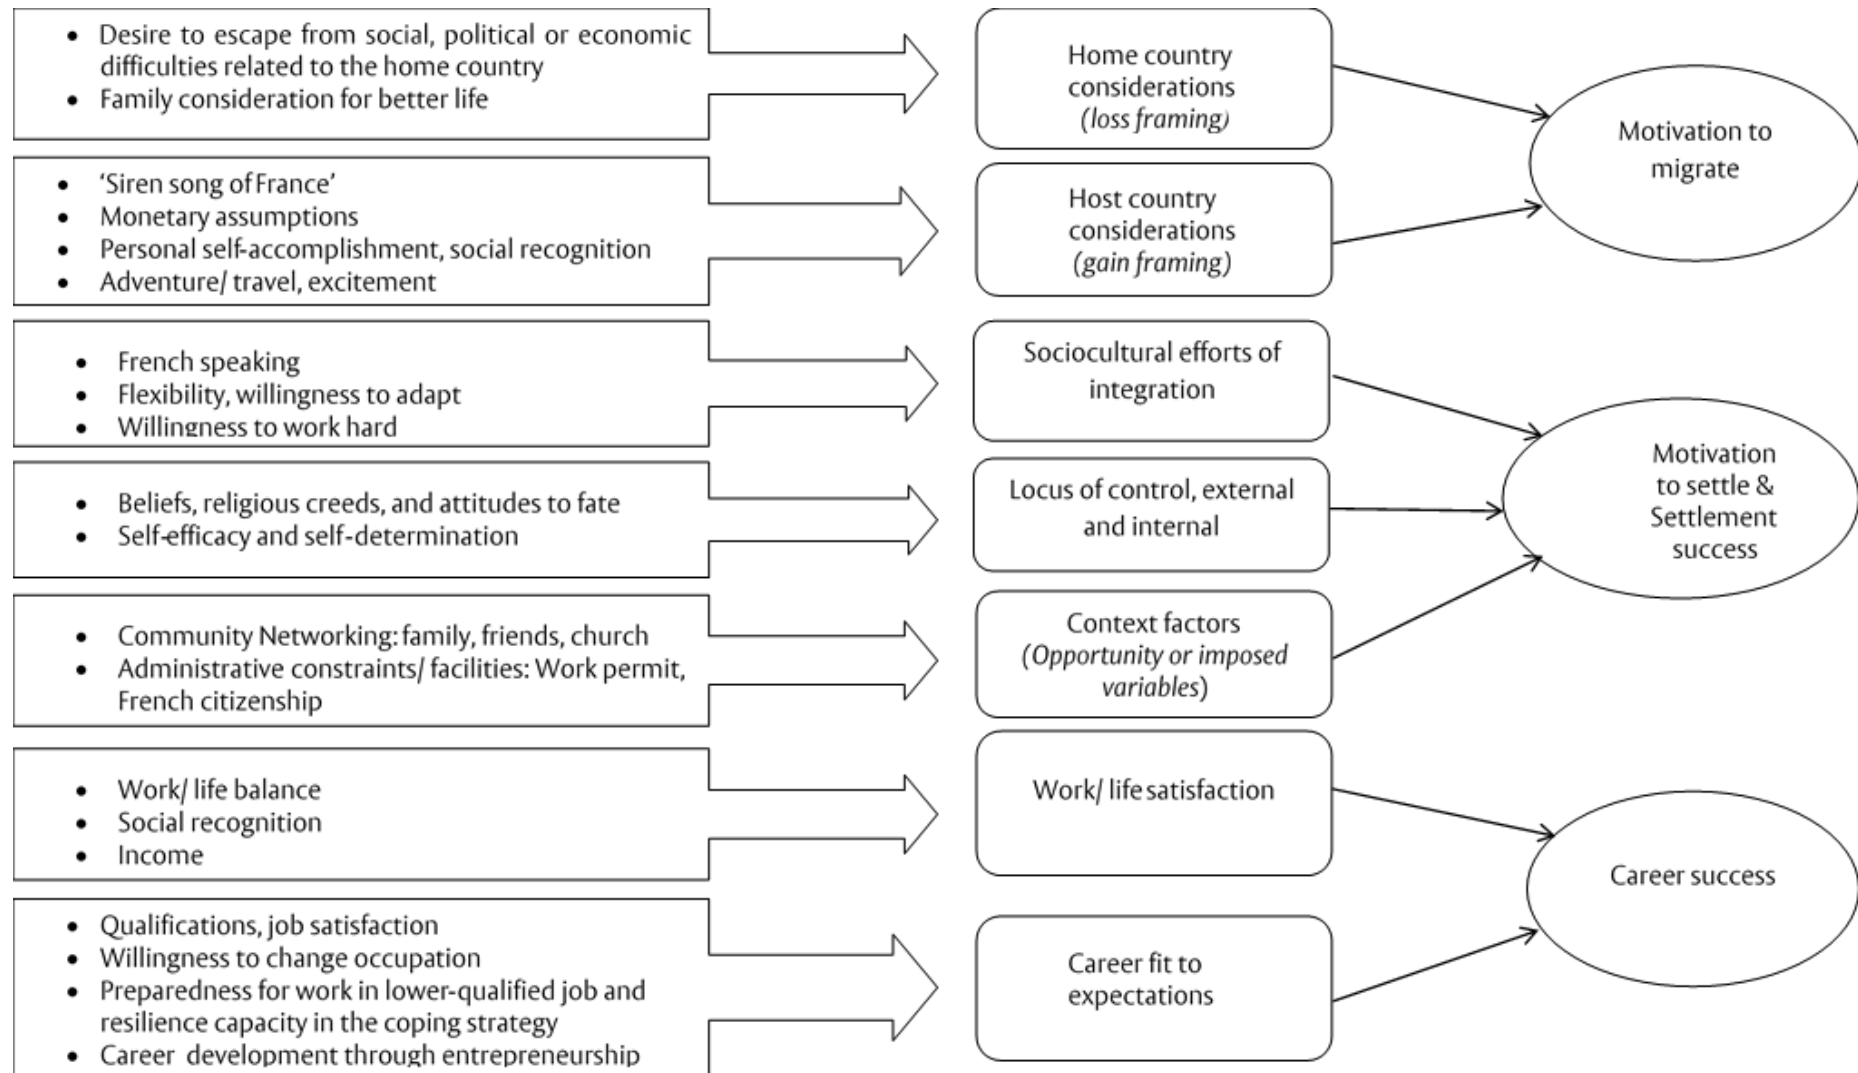 • Desire to escape from social, political or economic
difficulties related to the home country
• Family consideration for better life
Home country
considerations
(loss framing)
Motivation to
migrate
• 'Siren song of France'
• Monetary assumptions
• Personal self-accomplishment, social recognition
• Adventure/ travel, excitement
Host country
considerations
(gain framing)
• French speaking
• Flexibility, willingness to adapt
• Willingness to work hard
Sociocultural efforts of
integration
• Beliefs, religious creeds, and attitudes to fate
• Self-efficacy and self-determination
Locus of control, external
and internal
Motivation
to settle &
Settlement
success
• Community Networking: family, friends, church
• Administrative constraints/ facilities: Work permit,
French citizenship
Context factors
(Opportunity or imposed
variables)
• Work/ life balance
• Social recognition
• Income
Work/ life satisfaction
Career success
• Qualifications, job satisfaction
• Willingness to change occupation
• Preparedness for work in lower-qualified job and
resilience capacity in the coping strategy
• Career development through entrepreneurship
Career fit to
expectations